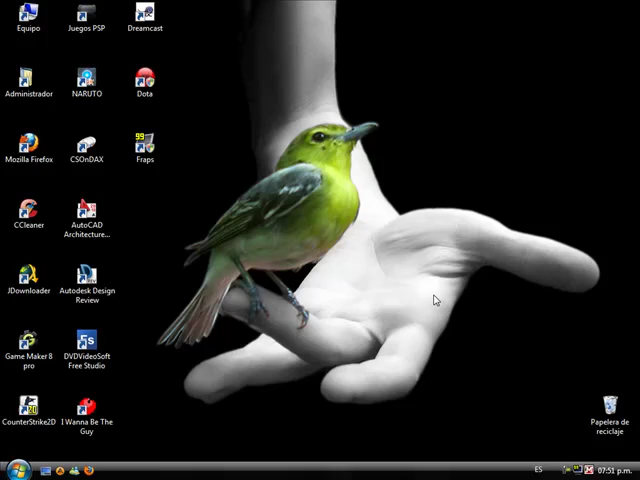 Equipo
Juegos PSP
Dreamcast
Administrador
NARUTO
Dota
Mozilla Firefox
CSOnDAX
99
Fraps
CCleaner
AutoCAD
Architecture...
JDownloader
Autodesk Design
Review
Game Maker 8
pro
DVDVideoSoft
Free Studio
CounterStrike2D
I Wanna Be The
Guy
Papelera de
reciclaje
ES
07:51 p.m.